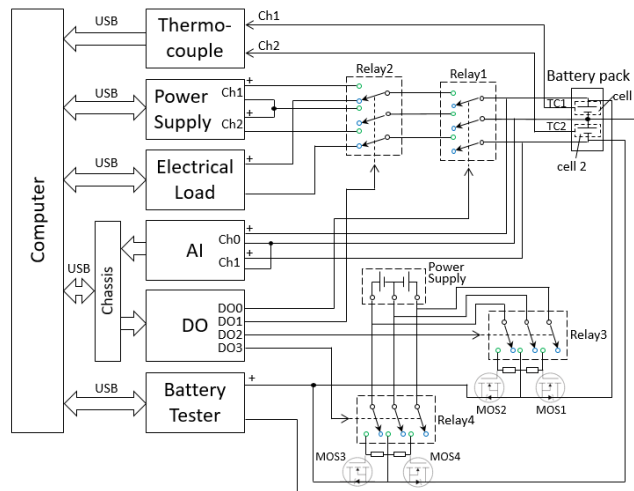 USB
Thermo-
couple
Ch1
Ch2
Relay2
Relay1
Battery pack
TC1
cell
TC2
cell 2
USB
Power
Supply
+
Ch1
Ch2
+
USB
Electrical
Load
+
Computer
USB
Chassis
AI
+
Ch0
+
Ch1
Power
Supply
DO
DO0
DO1
DO2
DO3
Relay3
MOS2
MOS1
USB
Battery
Tester
+
Relay4
MOS3
MOS4